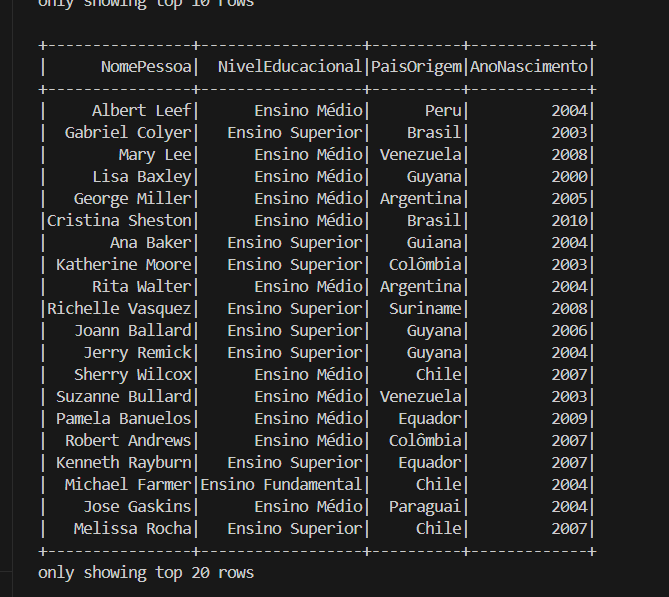 only showing top 10 rows
+---------------+------------------+----------+-------------+
|     NomePessoa|  NivelEducacional|PaisOrigem|AnoNascimento|
+---------------+------------------+----------+-------------+
|    Albert Leef|      Ensino Médio|      Peru|         2004|
| Gabriel Colyer|   Ensino Superior|    Brasil|         2003|
|       Mary Lee|      Ensino Médio| Venezuela|         2008|
|    Lisa Baxley|      Ensino Médio|    Guyana|         2000|
|  George Miller|      Ensino Médio| Argentina|         2005|
|Cristina Sheston|      Ensino Médio|    Brasil|         2010|
|      Ana Baker|   Ensino Superior|    Guiana|         2004|
| Katherine Moore|   Ensino Superior|  Colômbia|         2003|
|    Rita Walter|      Ensino Médio| Argentina|         2004|
|Richelle Vasquez|   Ensino Superior|  Suriname|         2008|
|  Joann Ballard|   Ensino Superior|    Guyana|         2006|
|   Jerry Remick|   Ensino Superior|    Guyana|         2004|
|  Sherry Wilcox|      Ensino Médio|     Chile|         2007|
| Suzanne Bullard|      Ensino Médio| Venezuela|         2003|
| Pamela Banuelos|      Ensino Médio|   Equador|         2009|
| Robert Andrews|      Ensino Médio|  Colômbia|         2007|
| Kenneth Rayburn|   Ensino Superior|   Equador|         2007|
| Michael Farmer|Ensino Fundamental|     Chile|         2004|
|   Jose Gaskins|      Ensino Médio|  Paraguai|         2004|
|  Melissa Rocha|   Ensino Superior|     Chile|         2007|
+---------------+------------------+----------+-------------+
only showing top 20 rows